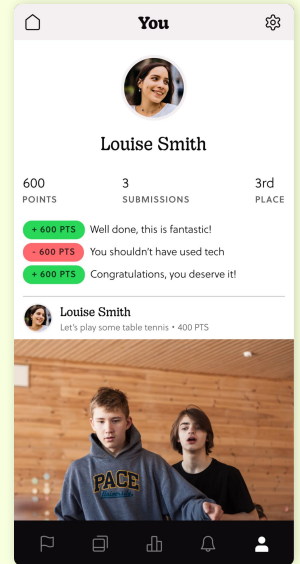 You
Louise Smith
600 3 3rd
POINTS SUBMISSIONS PLACE
+ 600 PTS Well done, this is fantastic!
- 600 PTS You shouldn't have used tech
+ 600 PTS Congratulations, you deserve it!
Louise Smith
Let's play some table tennis • 400 PTS
PACE
University